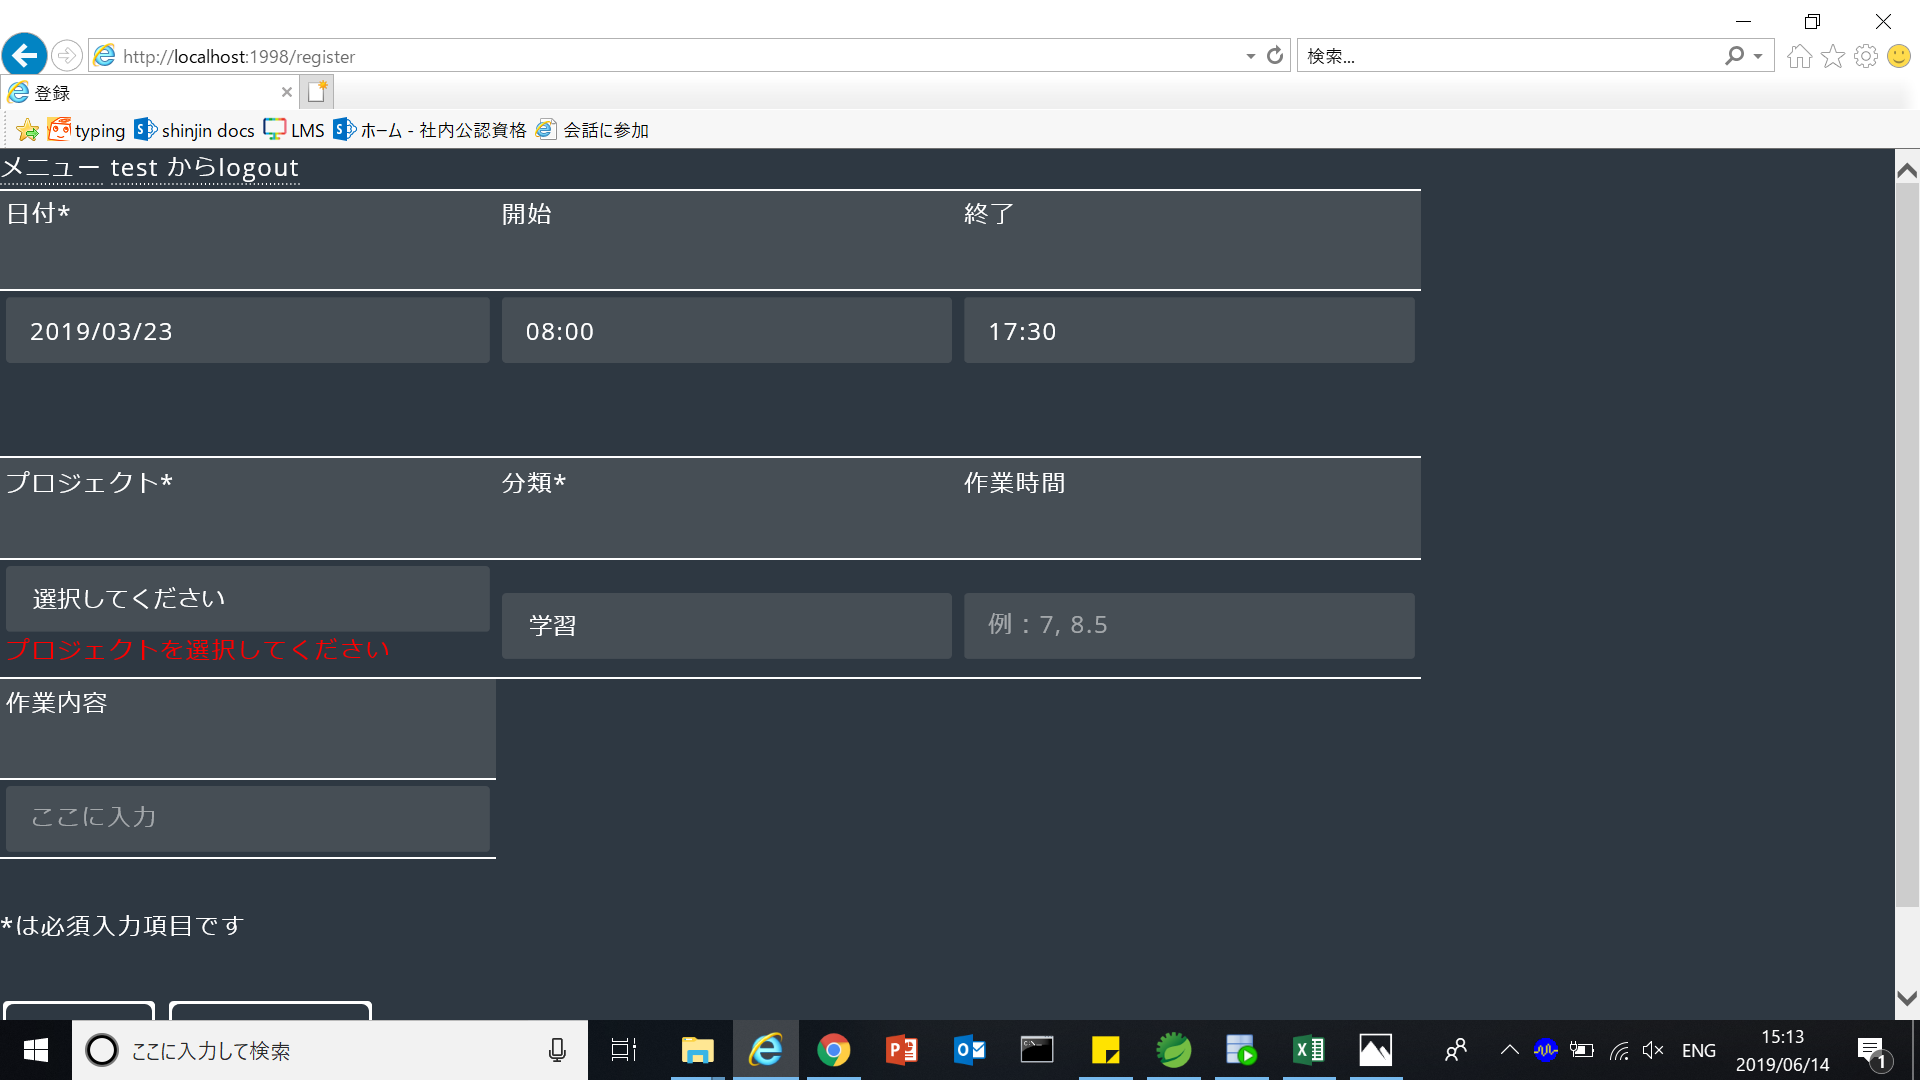 http://localhost:1998/register
検索...
登録
typing shinjin docs LMS ホーム - 社内公認資格 会話に参加
メニュー test からlogout
日付* 開始 終了
2019/03/23 08:00 17:30
プロジェクト* 分類* 作業時間
選択してください 学習 例：7, 8.5
プロジェクトを選択してください
作業内容
ここに入力
*は必須入力項目です
ここに入力して検索
ENG
15:13
2019/06/14
1